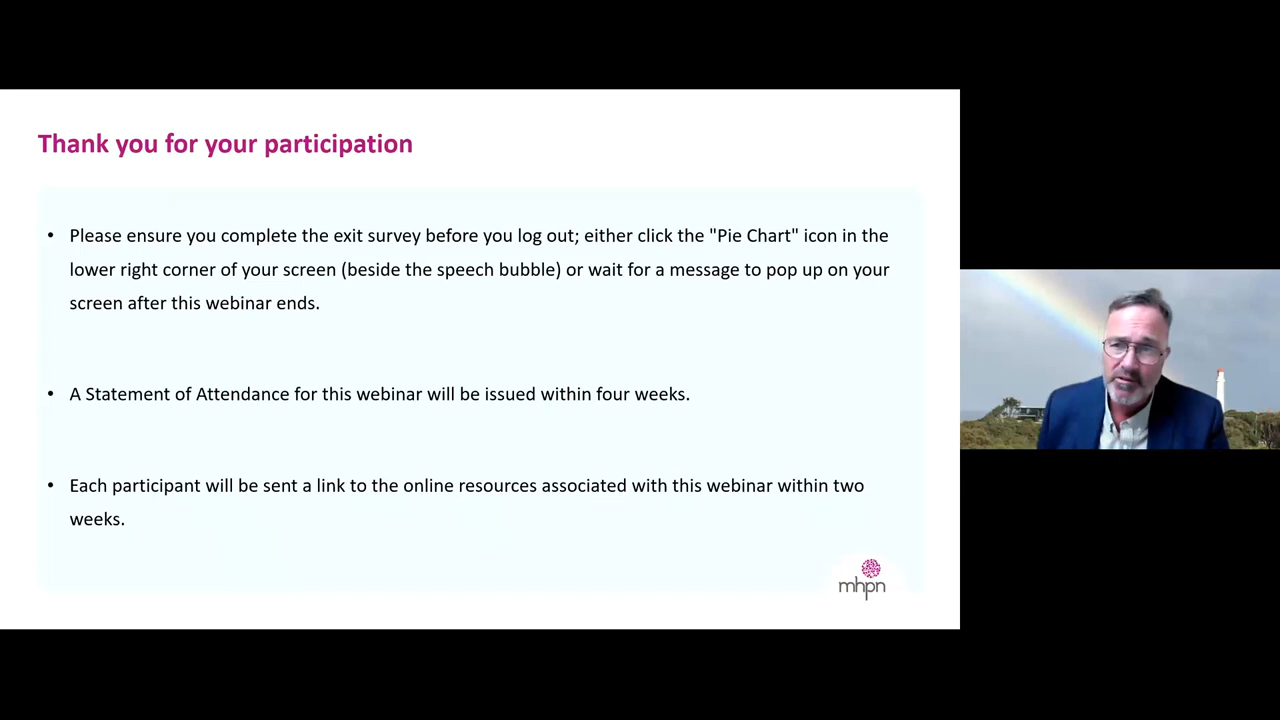 Thank you for your participation
• Please ensure you complete the exit survey before you log out; either click the "Pie Chart" icon in the
lower right corner of your screen (beside the speech bubble) or wait for a message to pop up on your
screen after this webinar ends.
• A Statement of Attendance for this webinar will be issued within four weeks.
• Each participant will be sent a link to the online resources associated with this webinar within two
weeks.
mhpn